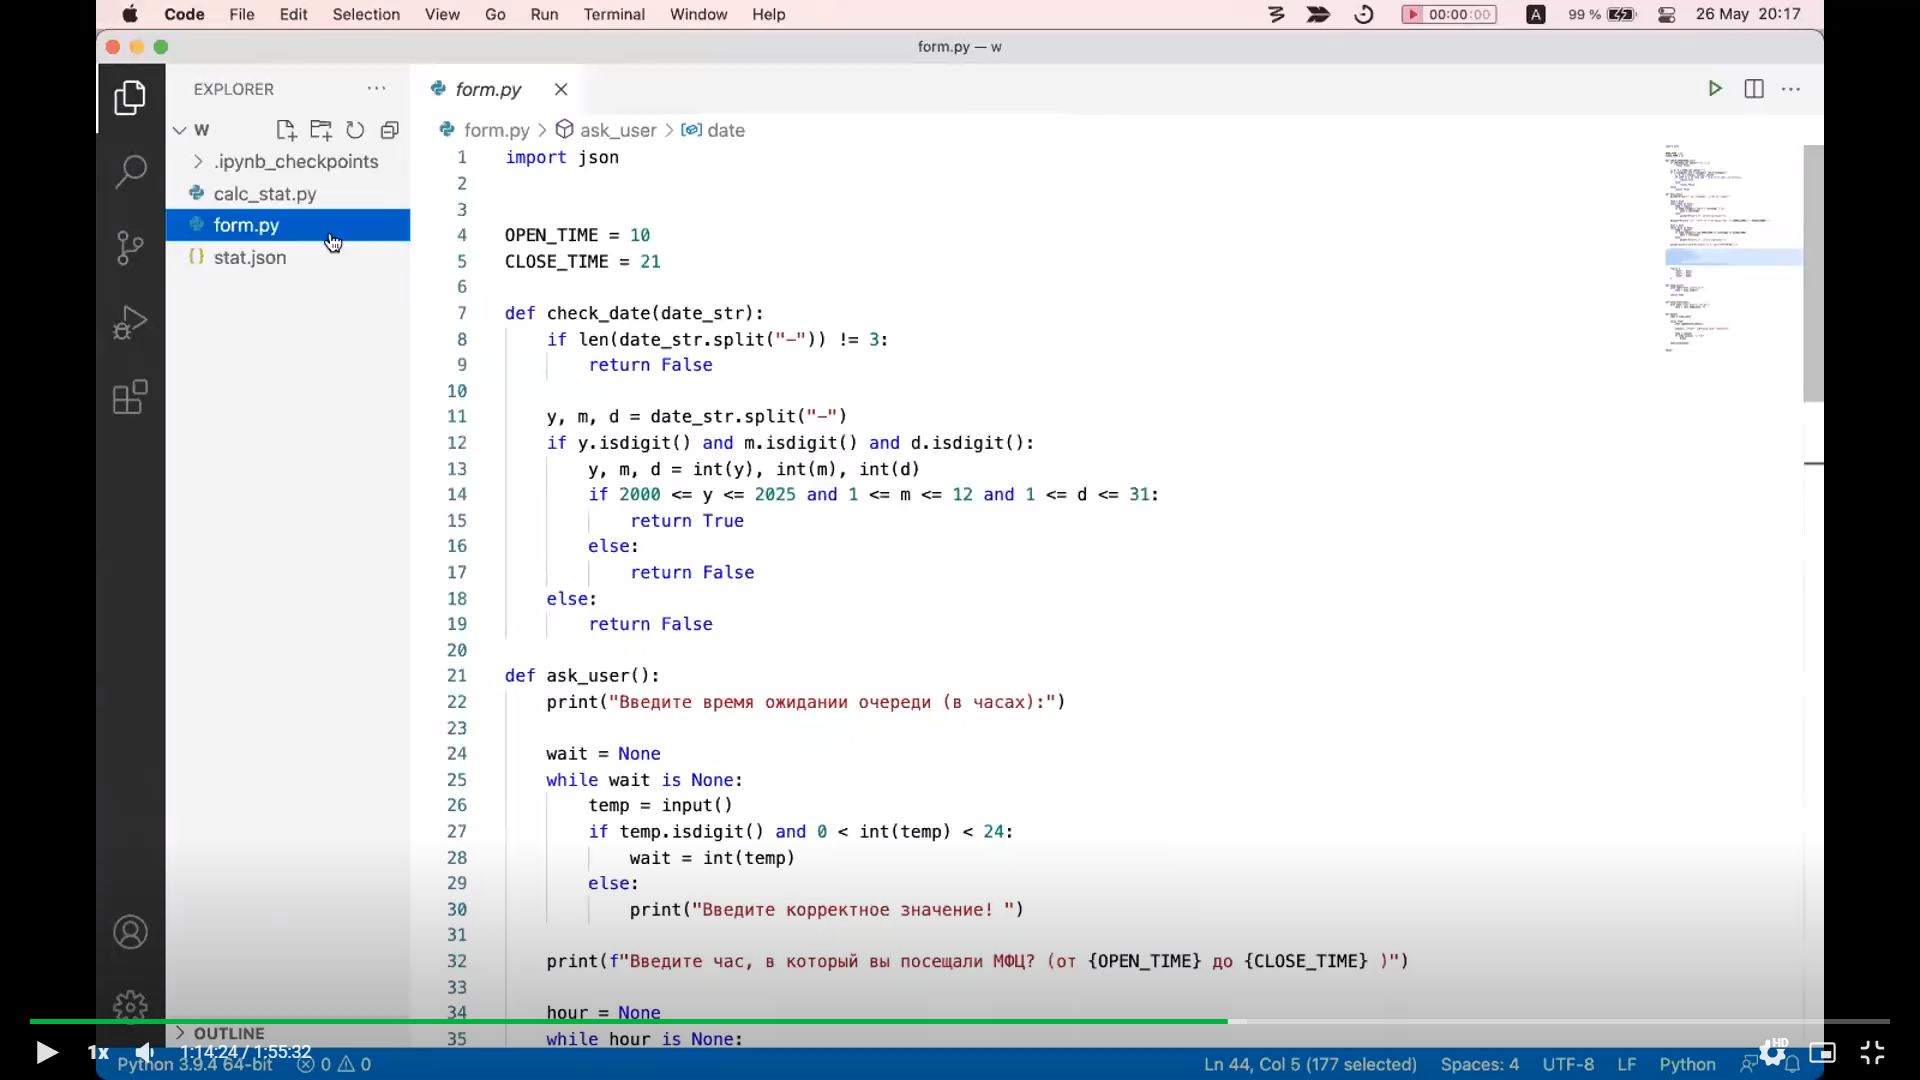 Code File Edit Selection View Go Run Terminal Window Help 00:00:00 A 99 % 26 May 20:17
form.py — w
EXPLORER
form.py
W
form.py > ask_user > date
.ipynb_checkpoints
calc_stat.py
form.py
stat.json
1 import json
2
3
4 OPEN_TIME = 10
5 CLOSE_TIME = 21
6
7 def check_date(date_str):
8 if len(date_str.split("-")) != 3:
9 return False
10
11 y, m, d = date_str.split("-")
12 if y.isdigit() and m.isdigit() and d.isdigit():
13 y, m, d = int(y), int(m), int(d)
14 if 2000 <= y <= 2025 and 1 <= m <= 12 and 1 <= d <= 31:
15 return True
16 else:
17 return False
18 else:
19 return False
20
21 def ask_user():
22 print("Введите время ожидании очереди (в часах):")
23
24 wait = None
25 while wait is None:
26 temp = input()
27 if temp.isdigit() and 0 < int(temp) < 24:
28 wait = int(temp)
29 else:
30 print("Введите корректное значение! ")
31
32 print(f"Введите час, в который вы посещали МФЦ? (от {OPEN_TIME} до {CLOSE_TIME} )")
33
34 hour = None
35 while hour is None:
OUTLINE
1x 1:14:24 / 1:55:32 HD
Python 3.9.4 64-bit 0 0 Ln 44, Col 5 (177 selected) Spaces: 4 UTF-8 LF Python